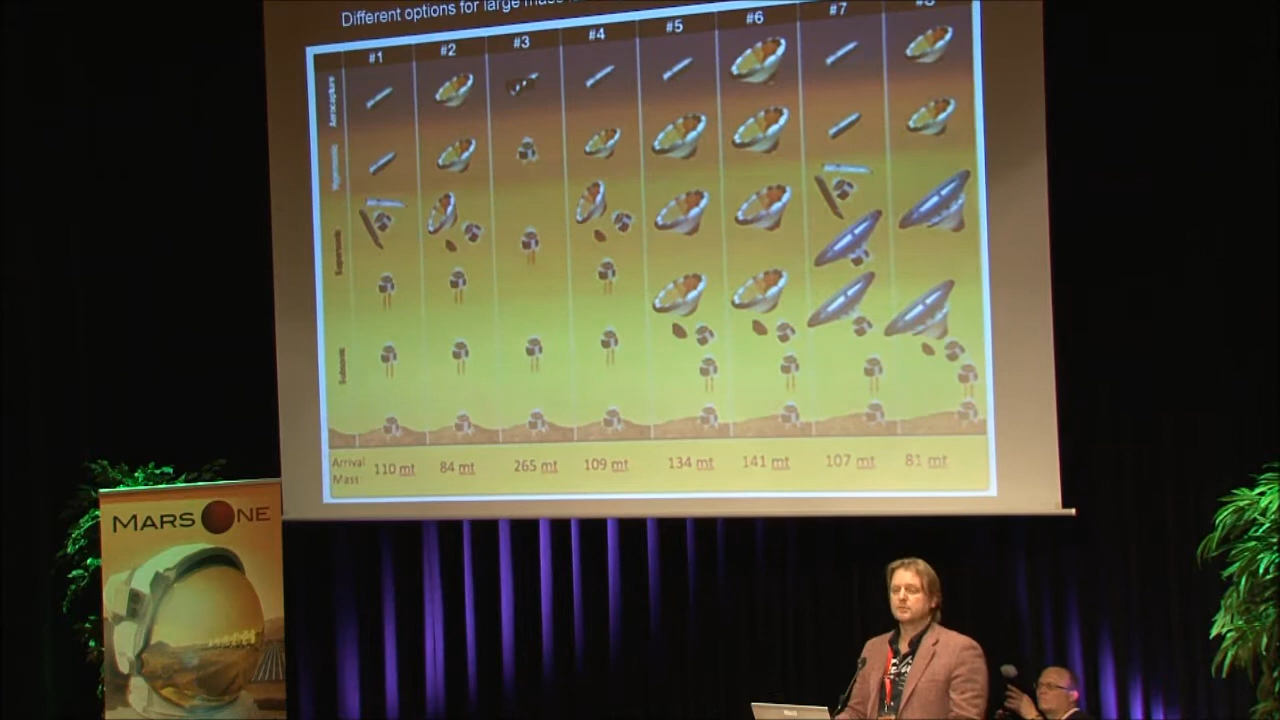 Different options for large mass
#1 #2 #3 #4 #5 #6 #7 #8
Aerocapture
Hypersonic
Supersonic
Subsonic
Arrival Mass: 110 mt 84 mt 265 mt 109 mt 134 mt 141 mt 107 mt 81 mt
MARS ONE